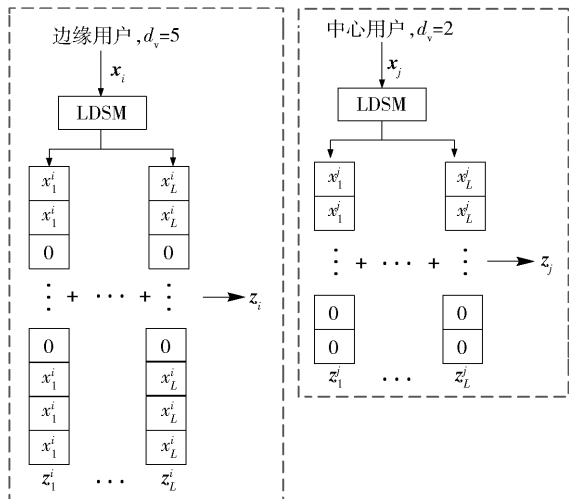 边缘用户,d_v=5
x_i
LDSM
x_1^i x_L^i
x_1^i x_L^i
0 0
⋮ + ⋯ + ⋮ z_i
0 0
x_1^i x_L^i
x_1^i x_L^i
x_1^i x_L^i
z_1^i ⋯ z_L^i
中心用户,d_v=2
x_j
LDSM
x_1^j x_L^j
x_1^j x_L^j
⋮ + ⋯ + ⋮ z_j
0 0
0 0
z_1^j ⋯ z_L^j